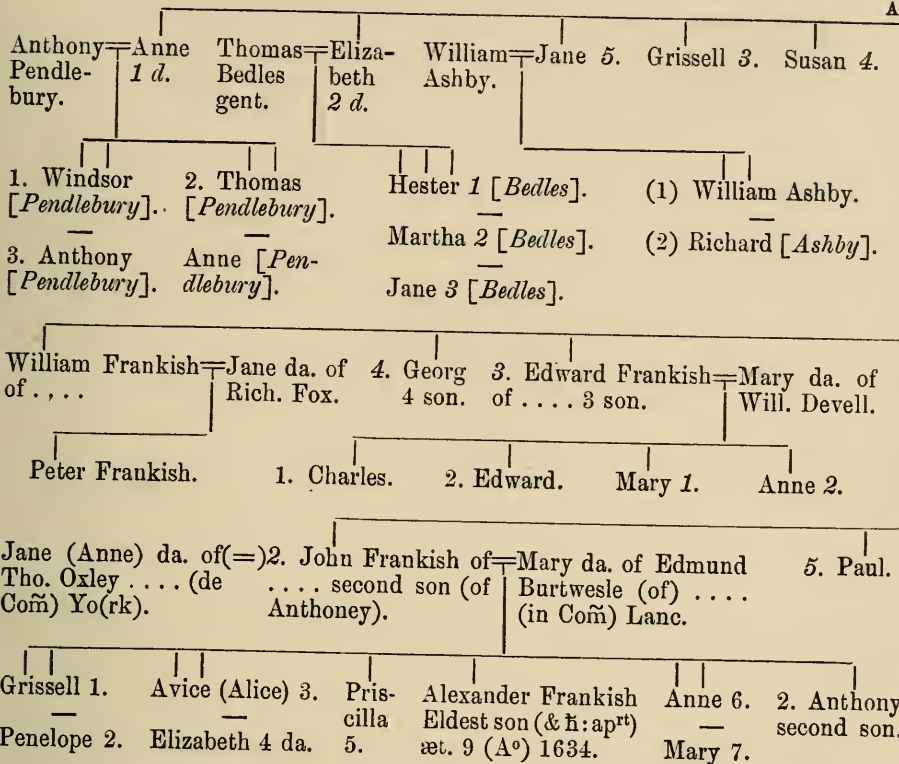 A
Anthony=Anne Thomas=Eliza- William=Jane 5. Grissell 3. Susan 4.
Pendle- 1 d. Bedles beth Ashby.
bury. gent. 2 d.
1. Windsor 2. Thomas Hester 1 [Bedles]. (1) William Ashby.
[Pendlebury]. [Pendlebury]. — —
— — Martha 2 [Bedles]. (2) Richard [Ashby].
3. Anthony Anne [Pen- —
[Pendlebury]. dlebury]. Jane 3 [Bedles].
William Frankish=Jane da. of 4. Georg 3. Edward Frankish=Mary da. of
of . , . . Rich. Fox. 4 son. of . . . . 3 son. Will. Devell.
Peter Frankish. 1. Charles. 2. Edward. Mary 1. Anne 2.
Jane (Anne) da. of(=)2. John Frankish of=Mary da. of Edmund 5. Paul.
Tho. Oxley . . . . (de . . . . second son (of Burtwesle (of) . . . .
Com̃) Yo(rk). Anthoney). (in Com̃) Lanc.
Grissell 1. Avice (Alice) 3. Pris- Alexander Frankish Anne 6. 2. Anthony
— — cilla Eldest son (& ħ: apʳᵗ) — second son.
Penelope 2. Elizabeth 4 da. 5. æt. 9 (Aº) 1634. Mary 7.